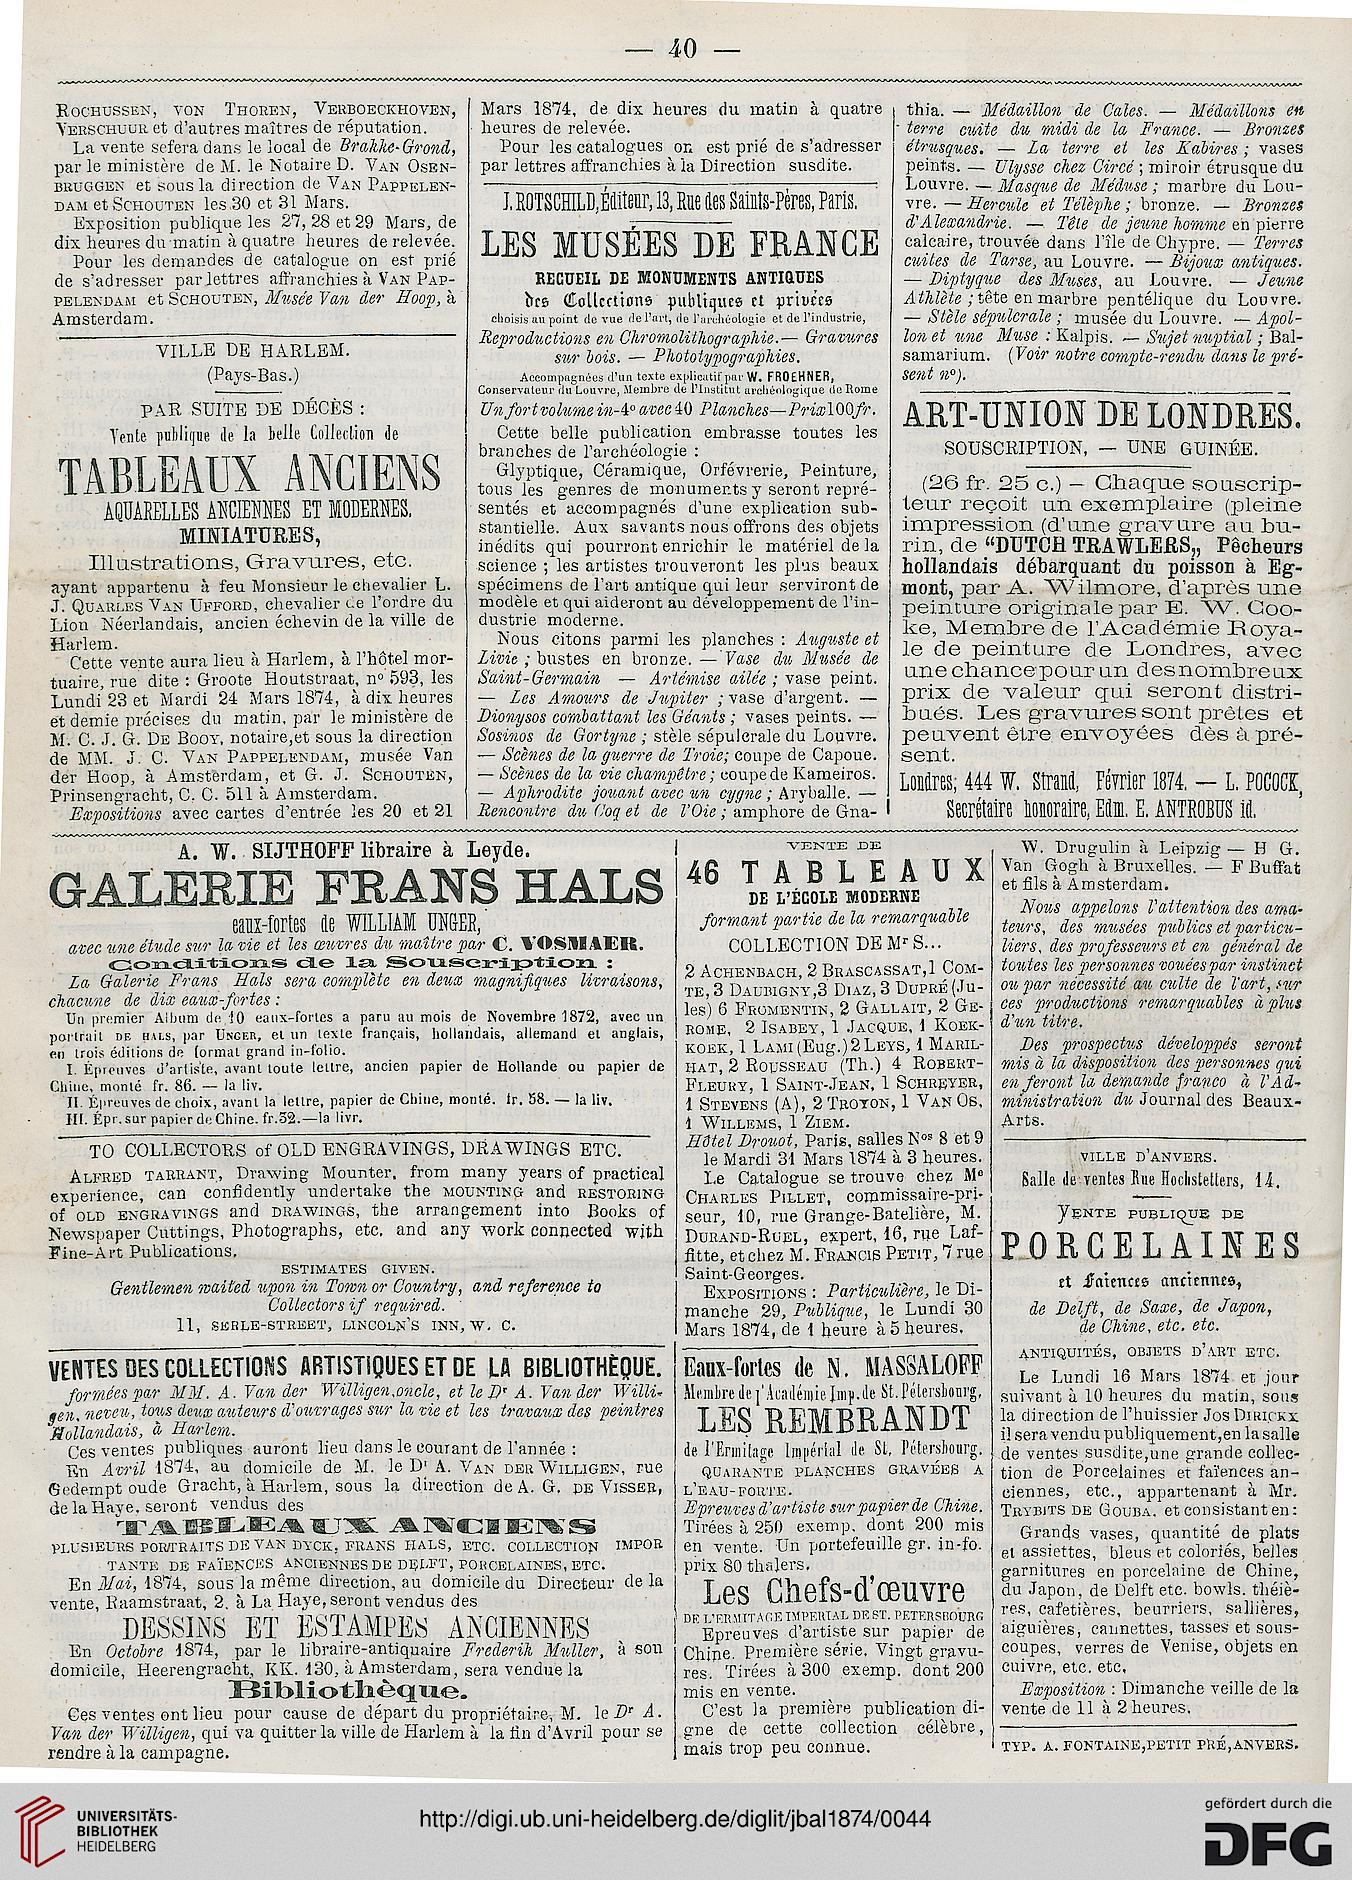 — 40 —
ROCHUSSEN, VON THOREN, VERBOECKHOVEN,
VERSCHUUR et d'autres maîtres de réputation.
La vente sefera dans le local de Brakke-Grond,
par le ministère de M. le Notaire D. VAN OSEN-
BRUGGEN et sous la direction de VAN PAPPELEN-
DAM et SCHOUTEN les 30 et 31 Mars.
Exposition publique les 27, 28 et 29 Mars, de
dix heures du matin à quatre heures de relevée.
Pour les demandes de catalogue on est prié
de s'adresser par lettres affranchies à VAN PAP-
PELENDAM et SCHOUTEN, Musée Van der Hoop, à
Amsterdam.
VILLE DE HARLEM.
(Pays-Bas.)
PAR SUITE DE DÉCÈS :
Vente publique de la belle Collection de
TABLEAUX ANCIENS
AQUARELLES ANCIENNES ET MODERNES,
MINIATURES,
Illustrations, Gravures, etc.
ayant appartenu à feu Monsieur le chevalier L.
J. QUARLES VAN UFFORD, chevalier de l'ordre du
Lion Néerlandais, ancien échevin de la ville de
Harlem.
Cette vente aura lieu à Harlem, à l'hôtel mor-
tuaire, rue dite : Groote Houtstraat, n° 593, les
Lundi 23 et Mardi 24 Mars 1874, à dix heures
et demie précises du matin, par le ministère de
M. C. J. G. DE BOOY, notaire, et sous la direction
de MM. J. C. VAN PAPPELENDAM, musée Van
der Hoop, à Amsterdam, et G. J. SCHOUTEN,
Prinsengracht, C. C. 511 à Amsterdam.
Expositions avec cartes d'entrée les 20 et 21
Mars 1874, de dix heures du matin à quatre
heures de relevée.
Pour les catalogues on est prié de s'adresser
par lettres affranchies à la Direction susdite.
J. ROTSCHILD, Éditeur, 13, Rue des Saints-Pères, Paris.
LES MUSÉES DE FRANCE
RECUEIL DE MONUMENTS ANTIQUES
des Collections publiques et privées
choisis au point de vue de l'art, de l'archéologie et de l'industrie,
Reproductions en Chromolithographie. — Gravures
sur bois. — Phototypographies.
Accompagnées d'un texte explicatif par W. FROEHNER,
Conservateur du Louvre, Membre de l'Institut archéologique de Rome
Un fort volume in-4° avec 40 Planches — Prix 100 fr.
Cette belle publication embrasse toutes les
branches de l'archéologie :
Glyptique, Céramique, Orfévrerie, Peinture,
tous les genres de monuments y seront repré-
sentés et accompagnés d'une explication sub-
stantielle. Aux savants nous offrons des objets
inédits qui pourront enrichir le matériel de la
science ; les artistes trouveront les plus beaux
spécimens de l'art antique qui leur serviront de
modèle et qui aideront au développement de l'in-
dustrie moderne.
Nous citons parmi les planches : Auguste et
Livie ; bustes en bronze. — Vase du Musée de
Saint-Germain — Artémise ailée ; vase peint.
— Les Amours de Jupiter ; vase d'argent. —
Dionysos combattant les Géants ; vases peints. —
Sosinos de Gortyne ; stèle sépulcrale du Louvre.
— Scènes de la guerre de Troie; coupe de Capoue.
— Scènes de la vie champêtre ; coupe de Kameiros.
— Aphrodite jouant avec un cygne ; Aryballe. —
Rencontre du Coq et de l'Oie ; amphore de Gna-
thia. — Médaillon de Cales. — Médaillons en
terre cuite du midi de la France. — Bronzes
étrusques. — La terre et les Kabires ; vases
peints. — Ulysse chez Circé ; miroir étrusque du
Louvre. — Masque de Méduse ; marbre du Lou-
vre. — Hercule et Télèphe ; bronze. — Bronzes
d'Alexandrie. — Tête de jeune homme en pierre
calcaire, trouvée dans l'île de Chypre. — Terres
cuites de Tarse, au Louvre. — Bijoux antiques.
— Diptyque des Muses, au Louvre. — Jeune
Athlète ; tête en marbre pentélique du Louvre.
— Stèle sépulcrale ; musée du Louvre. — Apol-
lon et une Muse : Kalpis. — Sujet nuptial ; Bal-
samarium. (Voir notre compte-rendu dans le pré-
sent n°).
ART-UNION DE LONDRES.
SOUSCRIPTION, — UNE GUINÉE.
(26 fr. 25 c.) — Chaque souscrip-
teur reçoit un exemplaire (pleine
impression (d'une gravure au bu-
rin, de “DUTCH TRAWLERS„ Pêcheurs
hollandais débarquant du poisson à Eg-
mont, par A. Wilmore, d'après une
peinture originale par E. W. Coo-
ke, Membre de l'Académie Roya-
le de peinture de Londres, avec
une chance pour un des nombreux
prix de valeur qui seront distri-
bués. Les gravures sont prêtes et
peuvent être envoyées dès à pré-
sent.
Londres; 444 W. Strand, Février 1874. — L. POCOCK,
Secrétaire honoraire, Edm. E. ANTROBUS id.
A. W. SIJTHOFF libraire à Leyde.
GALERIE FRANS HALS
eaux-fortes de WILLIAM UNGER,
avec une étude sur la vie et les œuvres du maître par C. VOSMAER.
Conditions de la Souscription :
La Galerie Frans Hals sera complète en deux magnifiques livraisons,
chacune de dix eaux-fortes :
Un premier Album de 10 eaux-fortes a paru au mois de Novembre 1872, avec un
portrait DE HALS, par UNGER, et un texte français, hollandais, allemand et anglais,
en trois éditions de format grand in-folio.
I. Épreuves d'artiste, avant toute lettre, ancien papier de Hollande ou papier de
Chine, monté fr. 86. — la liv.
II. Épreuves de choix, avant la lettre, papier de Chine, monté. fr. 58. — la liv.
III. Épr. sur papier de Chine. fr. 32. — la livr.
TO COLLECTORS of OLD ENGRAVINGS, DRAWINGS ETC.
ALFRED TARRANT, Drawing Mounter, from many years of practical
experience, can confidently undertake the MOUNTING and RESTORING
of OLD ENGRAVINGS and DRAWINGS, the arrangement into Books of
Newspaper Cuttings, Photographs, etc. and any work connected with
Fine-Art Publications.
ESTIMATES GIVEN.
Gentlemen waited upon in Town or Country, and reference to
Collectors if required.
11, SERLE-STREET, LINCOLN'S INN, W. C.
VENTES DES COLLECTIONS ARTISTIQUES ET DE LA BIBLIOTHÈQUE.
formées par MM. A. Van der Willigen, oncle, et le Dr A. Van der Willi-
gen, neveu, tous deux auteurs d'ouvrages sur la vie et les travaux des peintres
Hollandais, à Harlem.
Ces ventes publiques auront lieu dans le courant de l'année :
En Avril 1874, au domicile de M. le Dr A. VAN DER WILLIGEN, rue
Gedempt oude Gracht, à Harlem, sous la direction de A. G. DE VISSER,
de la Haye, seront vendus des
TABLEAUX ANCIENS
PLUSIEURS PORTRAITS DE VAN DYCK, FRANS HALS, ETC. COLLECTION IMPOR
TANTE DE FAÏENCES ANCIENNES DE DELFT, PORCELAINES, ETC.
En Mai, 1874, sous la même direction, au domicile du Directeur de la
vente, Raamstraat, 2. à La Haye, seront vendus des
DESSINS ET ESTAMPES ANCIENNES
En Octobre 1874, par le libraire-antiquaire Frederik Muller, à son
domicile, Heerengracht, KK. 130, à Amsterdam, sera vendue la
Bibliothèque.
Ces ventes ont lieu pour cause de départ du propriétaire, M. le Dr A.
Van der Willigen, qui va quitter la ville de Harlem à la fin d'Avril pour se
rendre à la campagne.
VENTE DE
46 TABLEAUX
DE L'ÉCOLE MODERNE
formant partie de la remarquable
COLLECTION DE Mr S...
2 ACHENBACH, 2 BRASCASSAT, 1 COM-
TE, 3 DAUBIGNY, 3 DIAZ, 3 DUPRÉ (Ju-
les) 6 FROMENTIN, 2 GALLAIT, 2 GE-
ROME, 2 ISABEY, 1 JACQUE, 1 KOEK-
KOEK, 1 LAMI (Eug.) 2 LEYS, 1 MARIL-
HAT, 2 ROUSSEAU (Th.) 4 ROBERT-
FLEURY, 1 SAINT-JEAN, 1 SCHREYER,
1 STEVENS (A), 2 TROYON, 1 VAN OS,
1 WILLEMS, 1 ZIEM.
Hôtel Drouot, Paris, salles Nos 8 et 9
le Mardi 31 Mars 1874 à 3 heures.
Le Catalogue se trouve chez Me
CHARLES PILLET, commissaire-pri-
seur, 10, rue Grange-Batelière, M.
DURAND-RUEL, expert, 16, rue Laf-
fitte, et chez M. FRANCIS PETIT, 7 rue
Saint-Georges.
EXPOSITIONS : Particulière, le Di-
manche 29, Publique, le Lundi 30
Mars 1874, de 1 heure à 5 heures.
Eaux-fortes de N. MASSALOFF
Membre de l'Académie Imp. de St. Pétersbourg,
LES REMBRANDT
de l'Ermitage Impérial de St. Pétersbourg.
QUARANTE PLANCHES GRAVÉES A
L'EAU-FORTE.
Epreuves d'artiste sur papier de Chine.
Tirées à 250 exemp. dont 200 mis
en vente. Un portefeuille gr. in-fo.
prix 80 thalers.
Les Chefs-d'œuvre
DE L'ERMITAGE IMPERIAL DE ST. PETERSBOURG
Epreuves d'artiste sur papier de
Chine. Première série. Vingt gravu-
res. Tirées à 300 exemp. dont 200
mis en vente.
C'est la première publication di-
gne de cette collection célèbre,
mais trop peu connue.
W. Drugulin à Leipzig — H G.
Van Gogh à Bruxelles. — F Buffat
et fils à Amsterdam.
Nous appelons l'attention des ama-
teurs, des musées publics et particu-
liers, des professeurs et en général de
toutes les personnes vouées par instinct
ou par nécessité au culte de l'art, sur
ces productions remarquables à plus
d'un titre.
Des prospectus développés seront
mis à la disposition des personnes qui
en feront la demande franco à l'Ad-
ministration du Journal des Beaux-
Arts.
VILLE D'ANVERS.
Salle de ventes Rue Hochstetters, 14.
VENTE PUBLIQUE DE
PORCELAINES
et Faïences anciennes,
de Delft, de Saxe, de Japon,
de Chine, etc. etc.
ANTIQUITÉS, OBJETS D'ART ETC.
Le Lundi 16 Mars 1874 et jour
suivant à 10 heures du matin, sous
la direction de l'huissier Jos DIRICKX
il sera vendu publiquement, en la salle
de ventes susdite, une grande collec-
tion de Porcelaines et faïences an-
ciennes, etc., appartenant à Mr.
TRYBITS DE GOUBA, et consistant en :
Grands vases, quantité de plats
et assiettes, bleus et coloriés, belles
garnitures en porcelaine de Chine,
du Japon, de Delft etc. bowls, théiè-
res, cafetières, beurriers, sallières,
aiguières, cannettes, tasses et sous-
coupes, verres de Venise, objets en
cuivre, etc. etc.
Exposition : Dimanche veille de la
vente de 11 à 2 heures.
TYP. A. FONTAINE, PETIT PRÉ, ANVERS.
UNIVERSITÄTS-
BIBLIOTHEK
HEIDELBERG
http://digi.ub.uni-heidelberg.de/diglit/jbal1874/0044
gefördert durch die
DFG